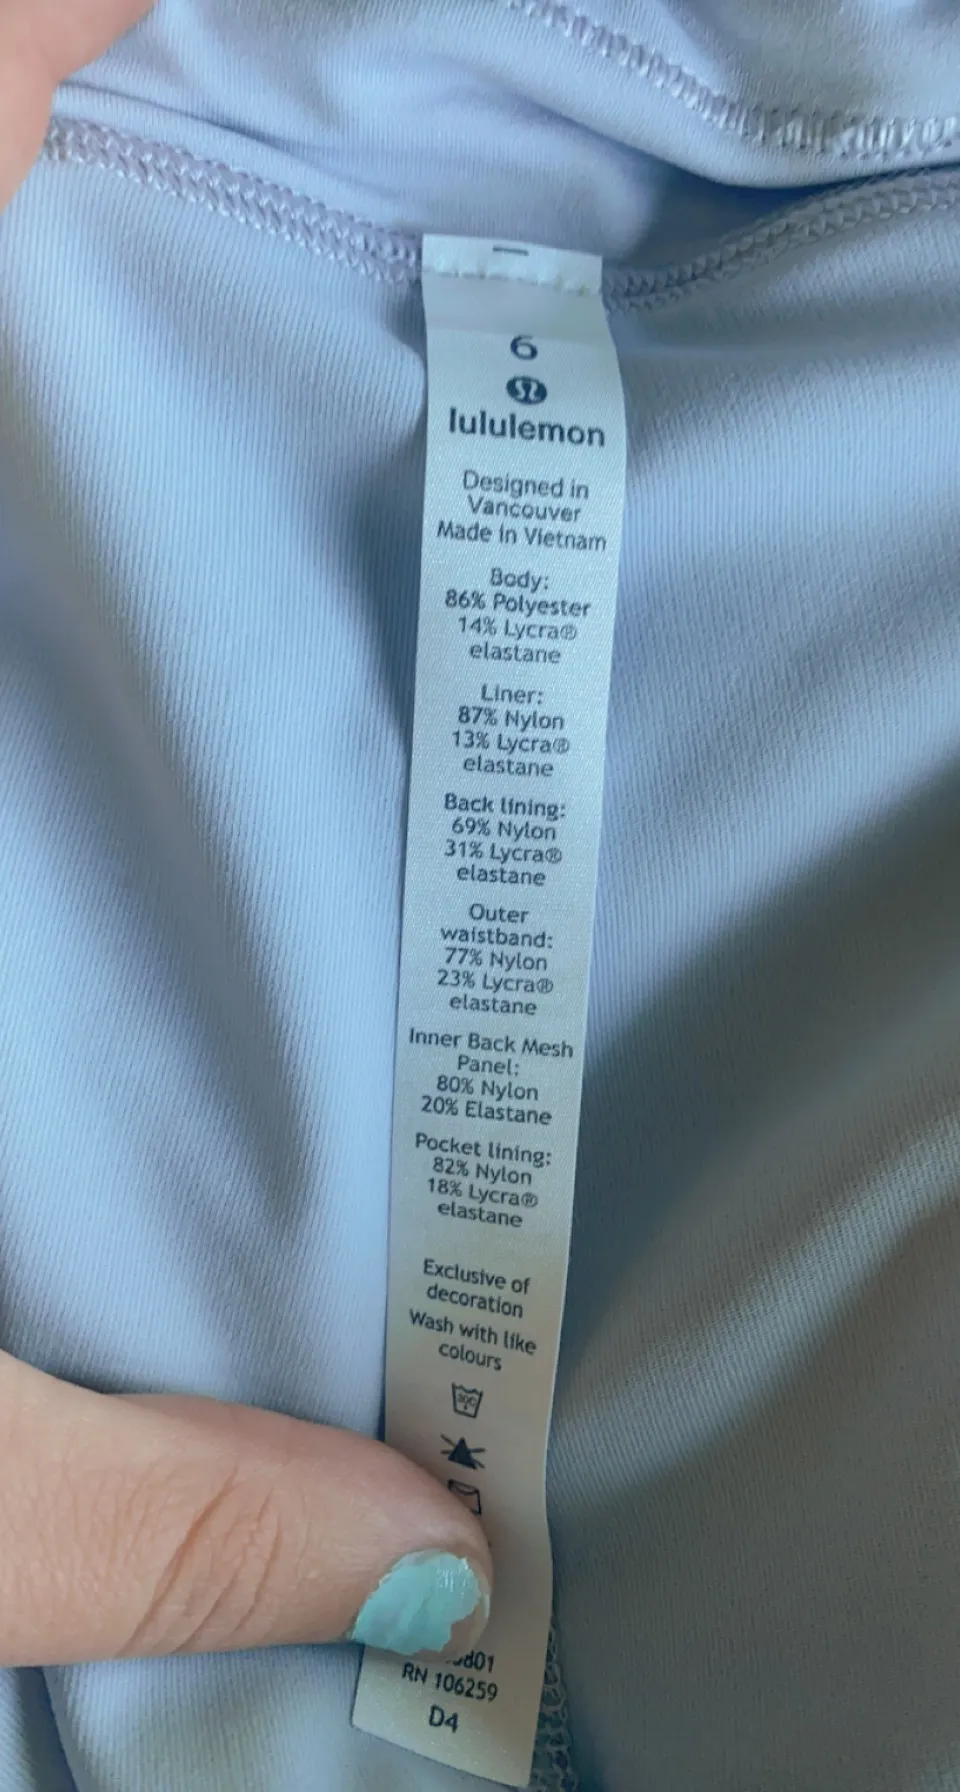 6
lululemon
Designed in
Vancouver
Made in Vietnam
Body:
86% Polyester
14% Lycra®
elastane
Liner:
87% Nylon
13% Lycra®
elastane
Back lining:
69% Nylon
31% Lycra®
elastane
Outer
waistband:
77% Nylon
23% Lycra®
elastane
Inner Back Mesh
Panel:
80% Nylon
20% Elastane
Pocket lining:
82% Nylon
18% Lycra®
elastane
Exclusive of
decoration
Wash with like
colours
30C
RN 106259
D4